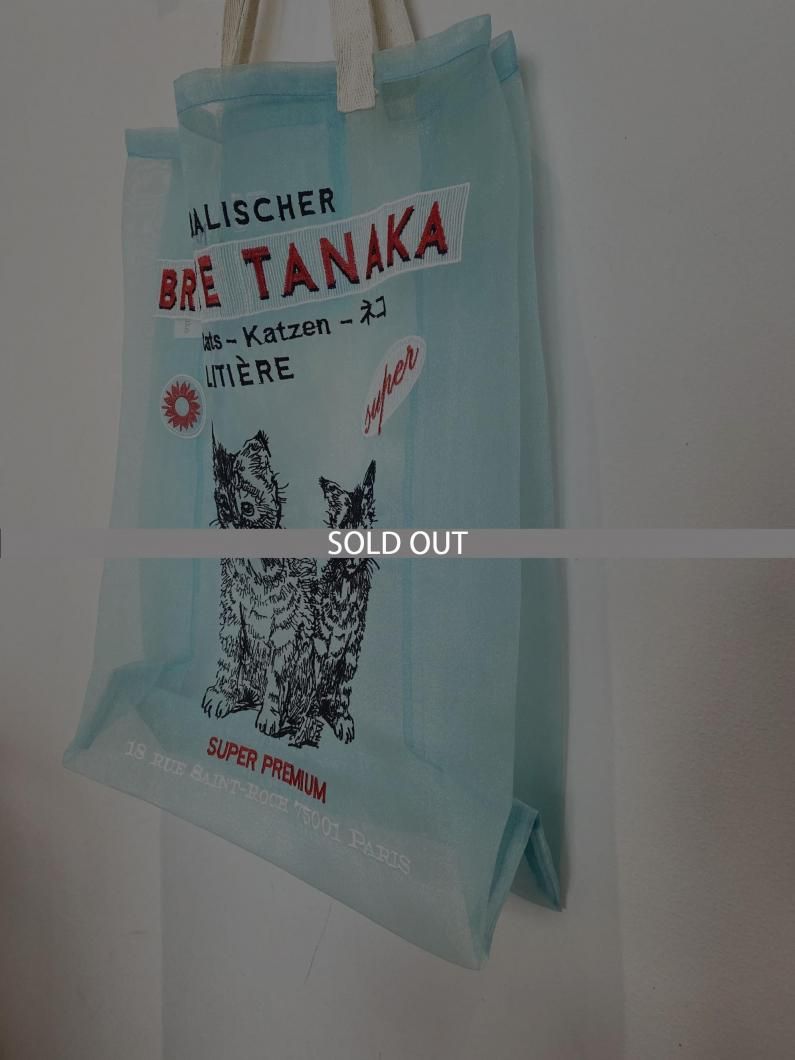 ALISCHER
BRE TANAKA
ats – Katzen – ネコ
LITIÈRE
super
SOLD OUT
SUPER PREMIUM
18 RUE SAINT-ROCH 75001 PARIS